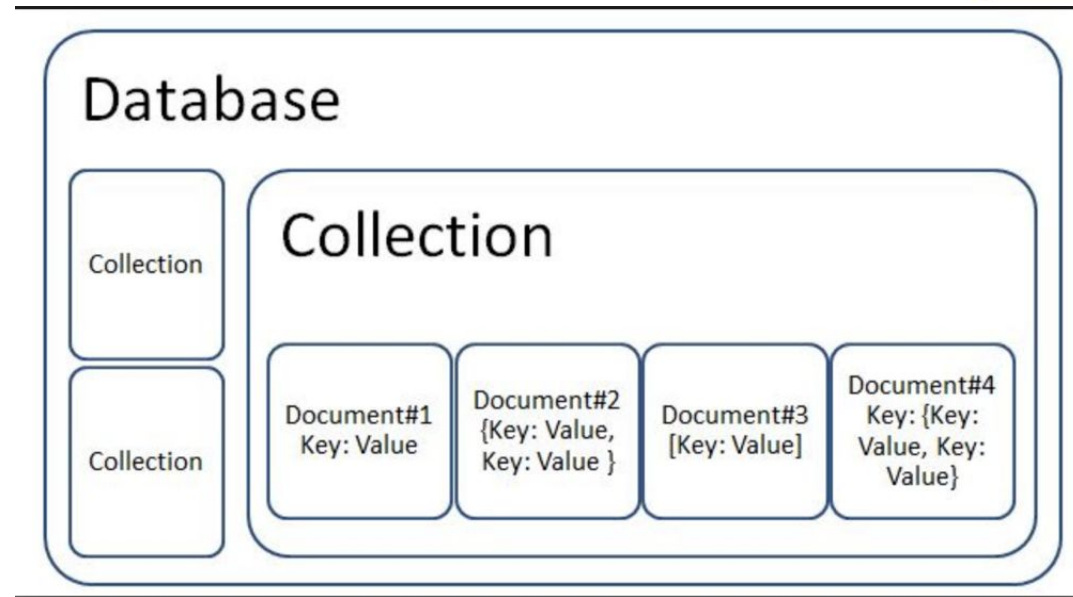 Database
Collection
Collection
Collection
Document#1
Key: Value
Document#2
{Key: Value,
Key: Value }
Document#3
[Key: Value]
Document#4
Key: {Key:
Value, Key:
Value}